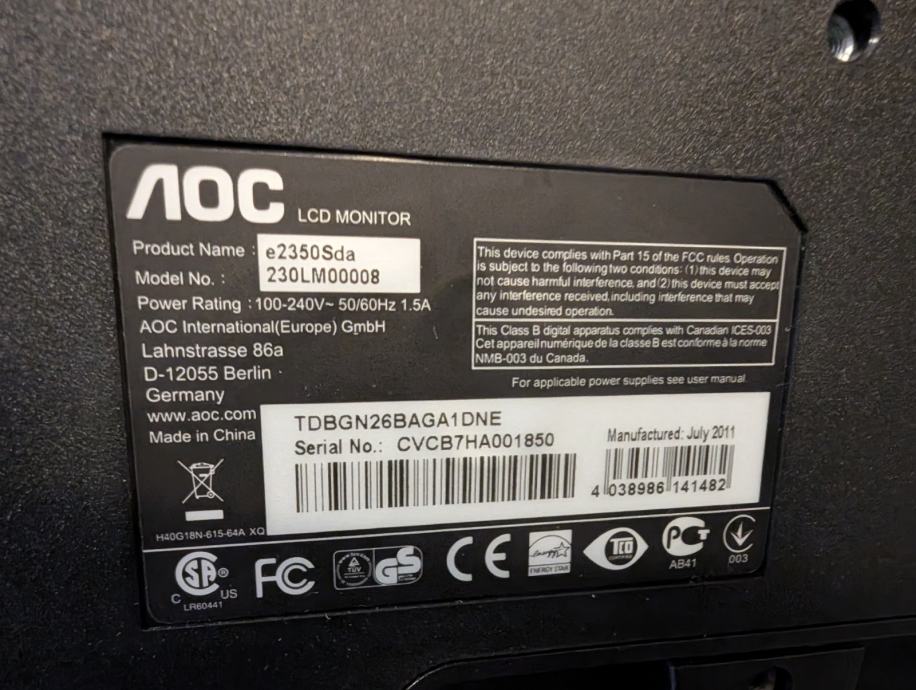 AOC LCD MONITOR
Product Name : e2350Sda
Model No. : 230LM00008
Power Rating : 100-240V~ 50/60Hz 1.5A
AOC International(Europe) GmbH
Lahnstrasse 86a
D-12055 Berlin
Germany
www.aoc.com
Made in China
This device complies with Part 15 of the FCC rules. Operation
is subject to the following two conditions: (1) this device may
not cause harmful interference, and (2) this device must accept
any interference received, including interference that may
cause undesired operation.
This Class B digital apparatus complies with Canadian ICES-003
Cet appareil numérique de la classe B est conforme à la norme
NMB-003 du Canada.
For applicable power supplies see user manual.
TDBGN26BAGA1DNE
Serial No.: CVCB7HA001850
Manufactured: July 2011
4 038986 141482
H40G18N-615-64A XQ
C SA ® US
LR60441
FC
TÜV
GS
CE
energy
ENERGY STAR
TCO
PCT
AB41
003